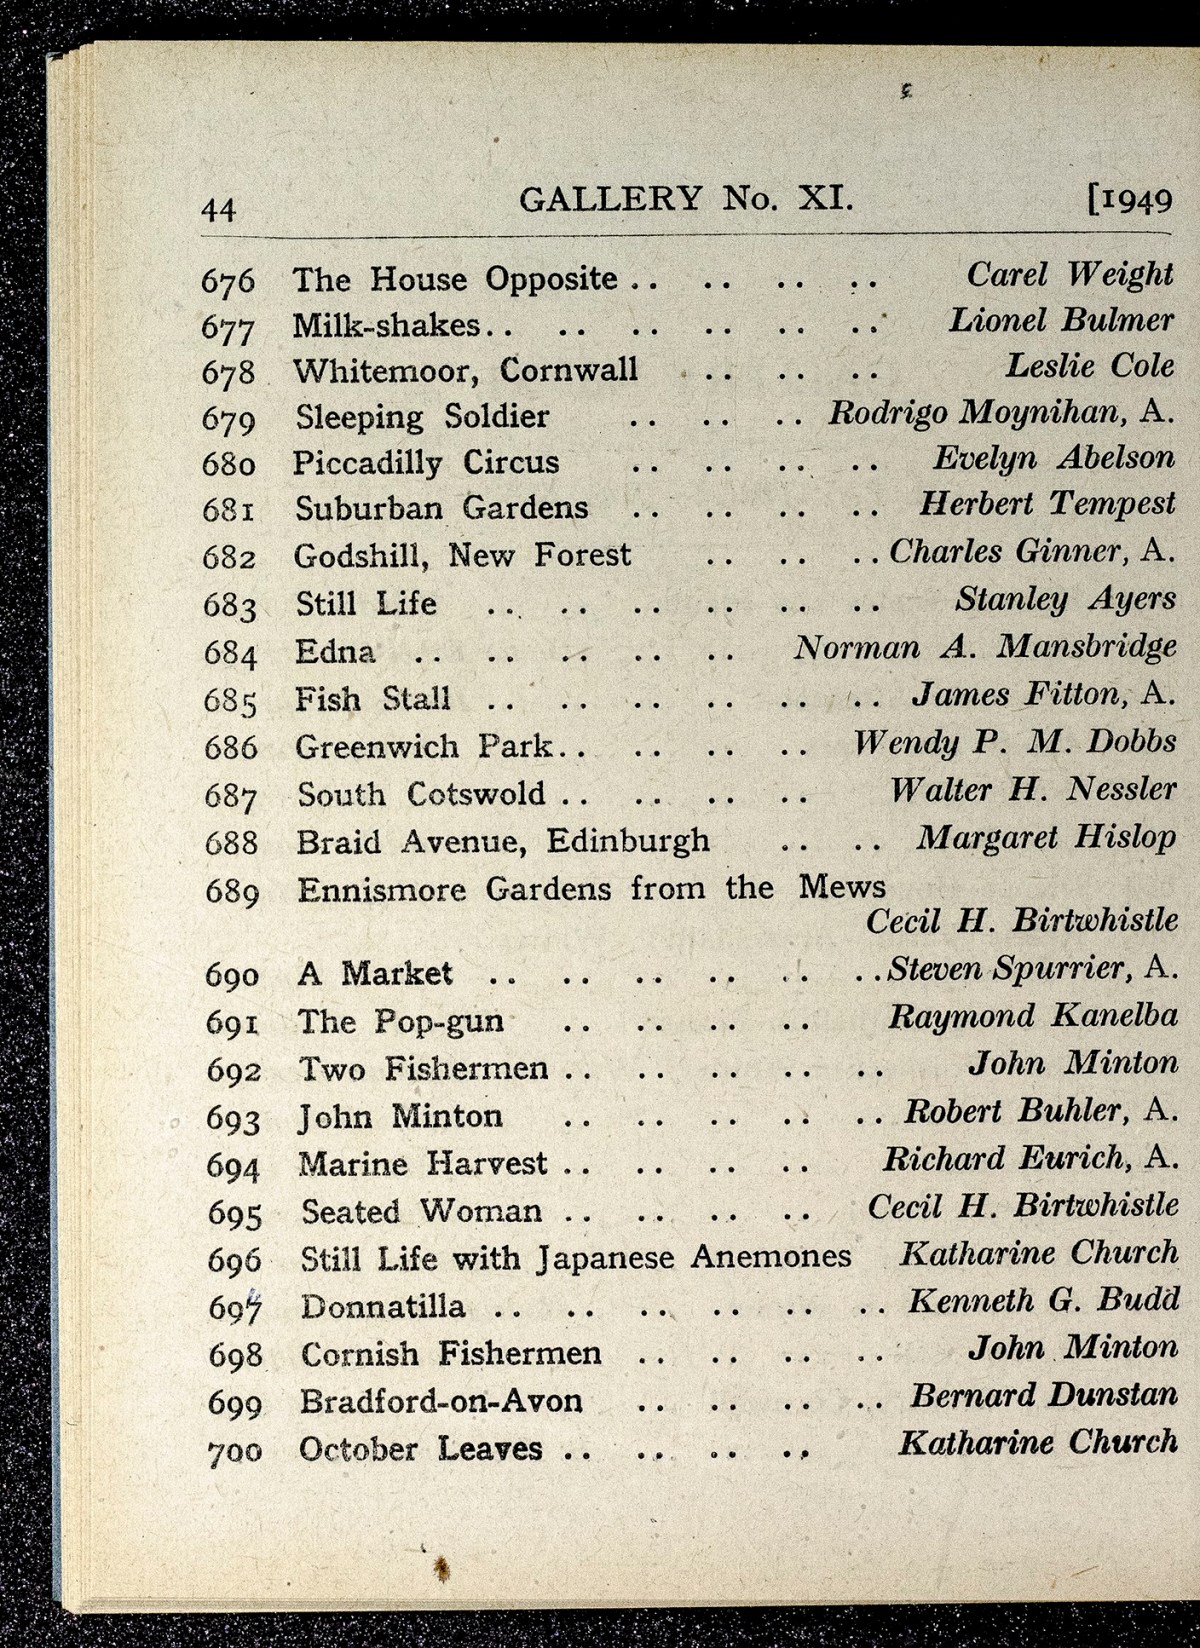 44 GALLERY No. XI. [1949
676 The House Opposite .. .. .. .. Carel Weight
677 Milk-shakes .. .. .. .. .. .. Lionel Bulmer
678 Whitemoor, Cornwall .. .. .. Leslie Cole
679 Sleeping Soldier .. .. .. Rodrigo Moynihan, A.
680 Piccadilly Circus .. .. .. .. Evelyn Abelson
681 Suburban Gardens .. .. .. .. Herbert Tempest
682 Godshill, New Forest .. .. .. Charles Ginner, A.
683 Still Life .. .. .. .. .. .. Stanley Ayers
684 Edna .. .. .. .. .. Norman A. Mansbridge
685 Fish Stall .. .. .. .. .. .. James Fitton, A.
686 Greenwich Park .. .. .. .. Wendy P. M. Dobbs
687 South Cotswold .. .. .. .. Walter H. Nessler
688 Braid Avenue, Edinburgh .. .. Margaret Hislop
689 Ennismore Gardens from the Mews
Cecil H. Birtwhistle
690 A Market .. .. .. .. .. .. Steven Spurrier, A.
691 The Pop-gun .. .. .. .. Raymond Kanelba
692 Two Fishermen .. .. .. .. .. John Minton
693 John Minton .. .. .. .. .. Robert Buhler, A.
694 Marine Harvest .. .. .. .. Richard Eurich, A.
695 Seated Woman .. .. .. .. Cecil H. Birtwhistle
696 Still Life with Japanese Anemones Katharine Church
697 Donnatilla .. .. .. .. .. .. Kenneth G. Budd
698 Cornish Fishermen .. .. .. .. John Minton
699 Bradford-on-Avon .. .. .. .. Bernard Dunstan
700 October Leaves .. .. .. .. Katharine Church